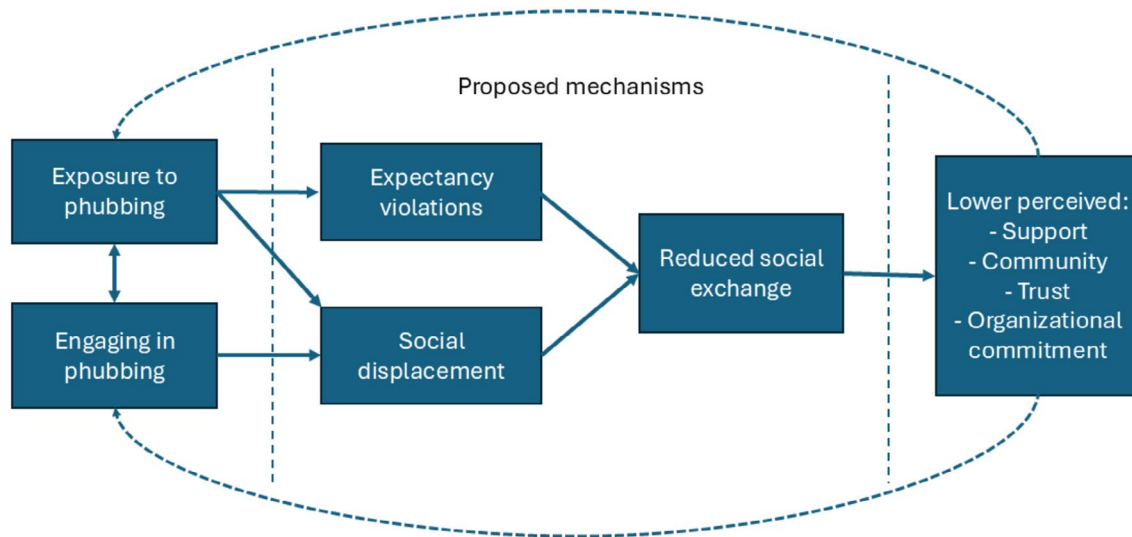 Proposed mechanisms
Exposure to
phubbing
Engaging in
phubbing
Expectancy
violations
Social
displacement
Reduced social
exchange
Lower perceived:
- Support
- Community
- Trust
- Organizational
commitment